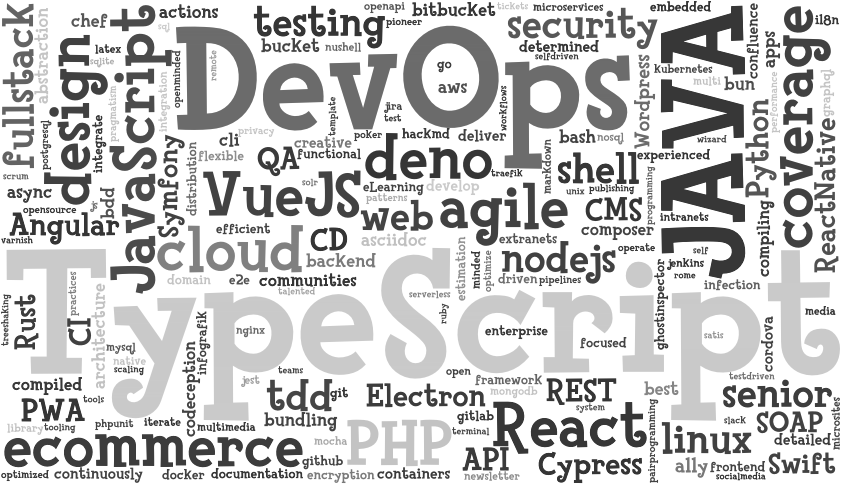 fullstack
abstraction
chef
sql
actions
testing
openapi
pioneer
bitbucket
tickets
microservices
embedded
confluence
apps
coverage
il8n
latex
sqlite
design
JavaScript
openminded
DevOps
bucket
nushell
remote
go
aws
security
determined
selfdriven
Wordpress
Kubernetes
multi
bun
JAVA
graphql
performance
pragmatism
integration
postgresql
integrate
template
jira
test
workflows
scrum
cli
privacy
creative
poker
hacKmd
deliver
bash
nosql
wizard
Python
ReactNative
async
flexible
QA
functional
deno
traefik
markdown
shell
experienced
Symfony
distribution
opensource
bdd
Angular
varnish
VueJS
solr
eLearning
develop
patterns
web
agile
unix
publishing
CMS
programming
intranets
compiling
efficient
cloud
CD
backend
asciidoc
extranets
composer
operate
nodejs
self
jenkins
rome
domain
e2e
communities
talented
estimation
minded
optimize
driven
pipelines
infection
TypeScript
treeshaking
Rust
CI
practices
architecture
mysql
native
scaling
infografik
nginx
serverless
ruby
enterprise
focused
ghostinspector
satis
cordova
media
compiled
tools
PWA
library
tooling
phpunit
iterate
codeception
multimedia
jest
teams
tdd
git
bundling
open
Electron
framework
mongodb
REST
system
best
testdriven
senior
microsites
gitlab
terminal
React
pairprogramming
slack
SOAP
detailed
linux
ecommerce
mocha
github
PHP
API
newsletter
Cypress
ally
frontend
socialmedia
Swift
optimized
continuously
docker
documentation
encryption
containers